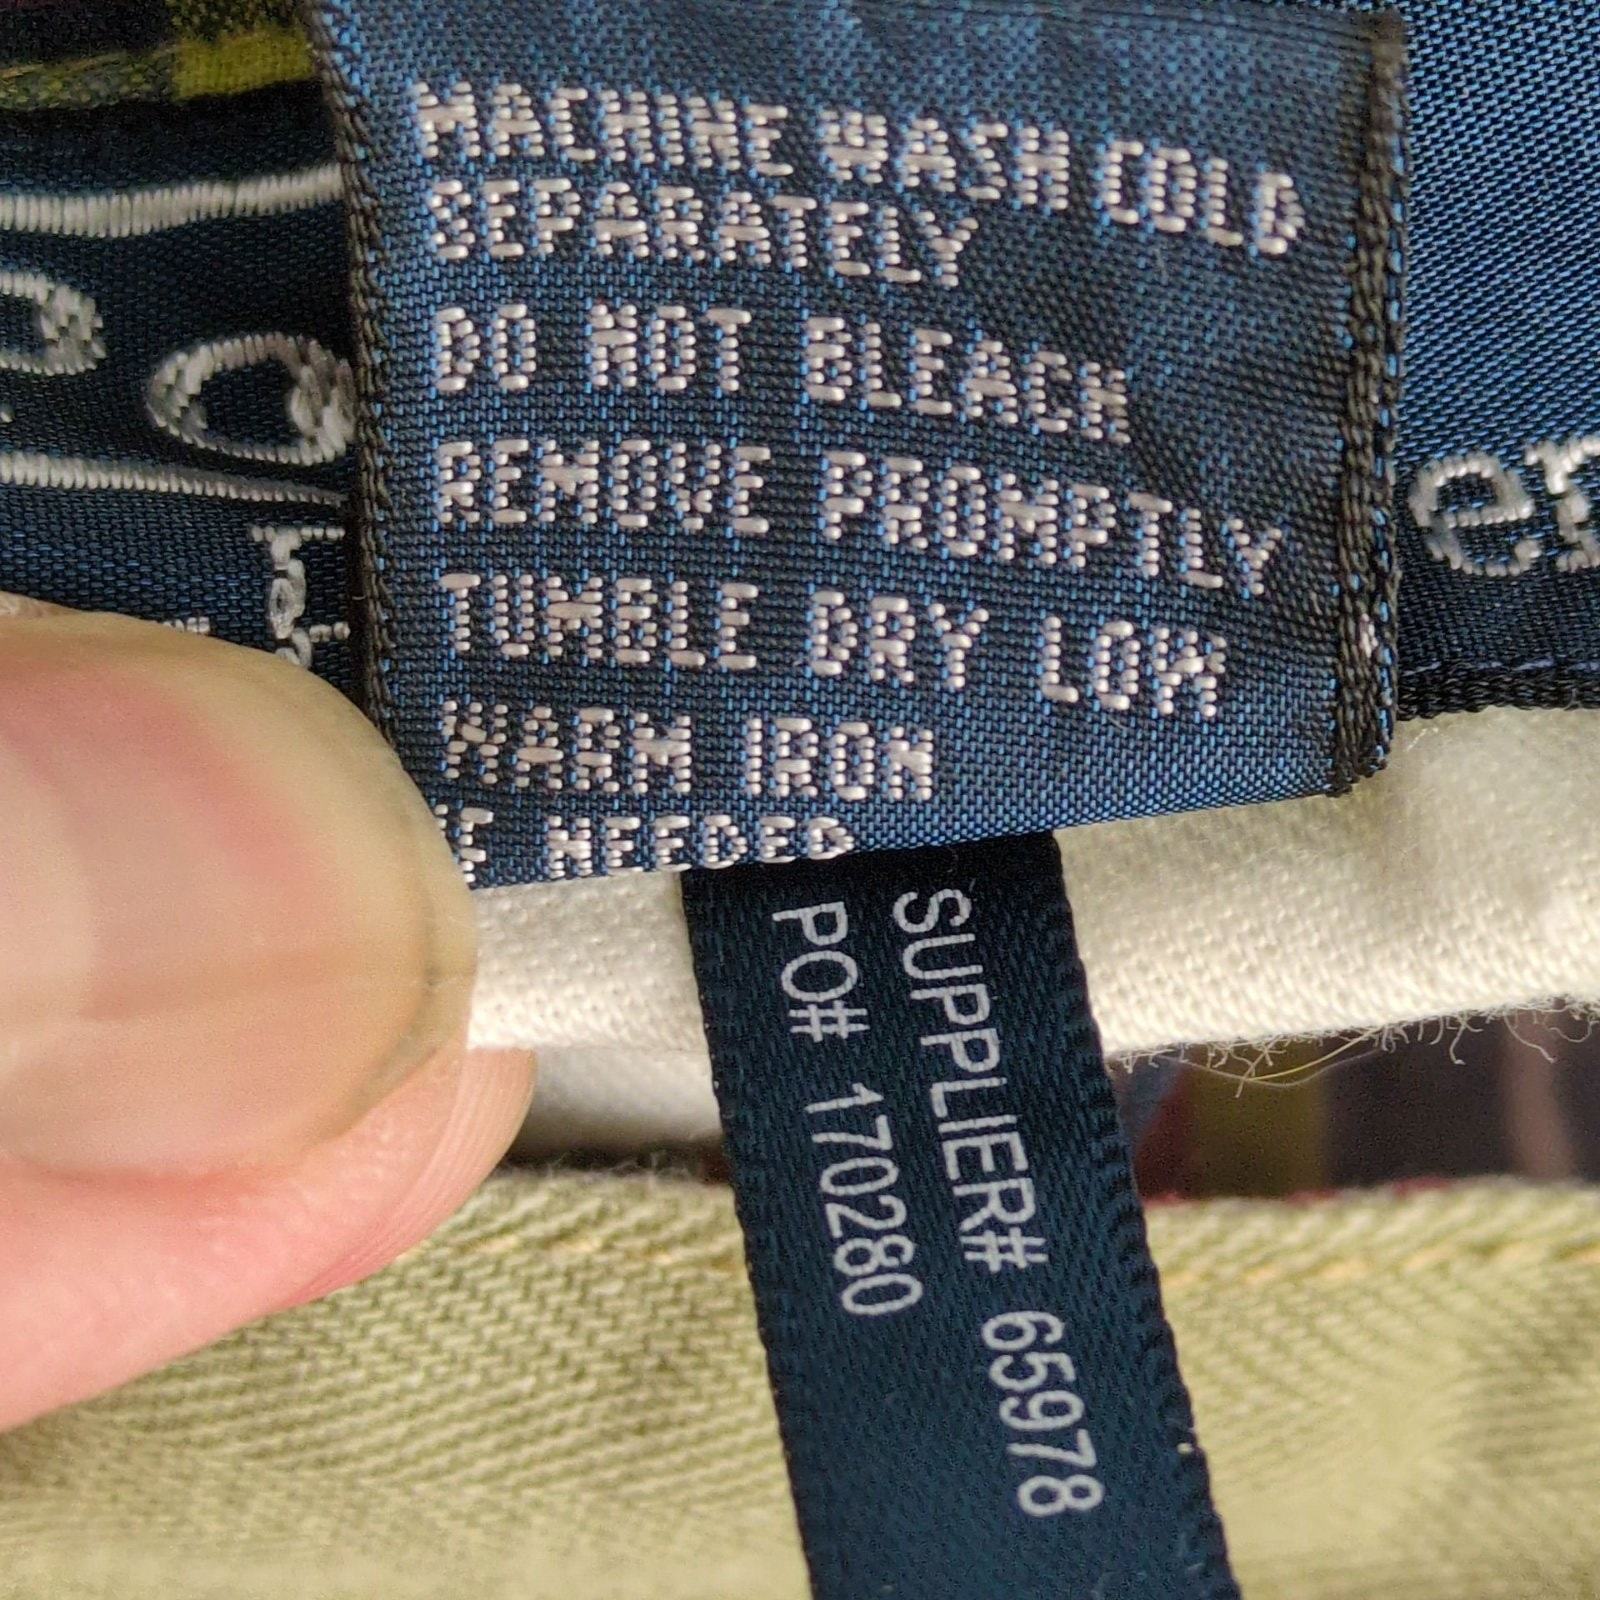 MACHINE WASH COLD
SEPARATELY
DO NOT BLEACH
REMOVE PROMPTLY
TUMBLE DRY LOW
WARM IRON
IF NEEDED
SUPPLIER# 65978
PO# 170280